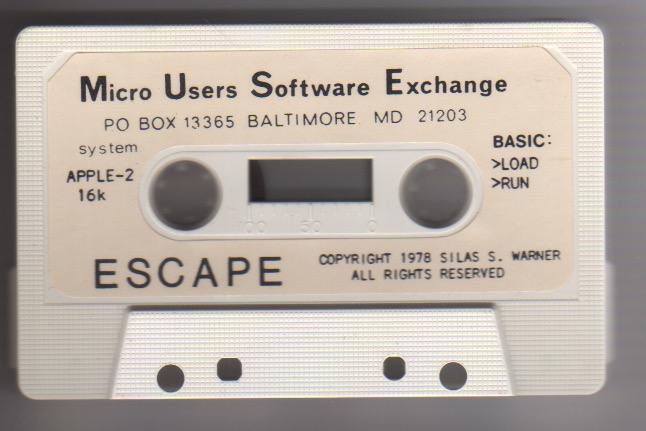 Micro Users Software Exchange
PO BOX 13365 BALTIMORE MD 21203
system
APPLE-2
16k
BASIC:
>LOAD
>RUN
100 50 0
ESCAPE
COPYRIGHT 1978 SILAS S. WARNER
ALL RIGHTS RESERVED